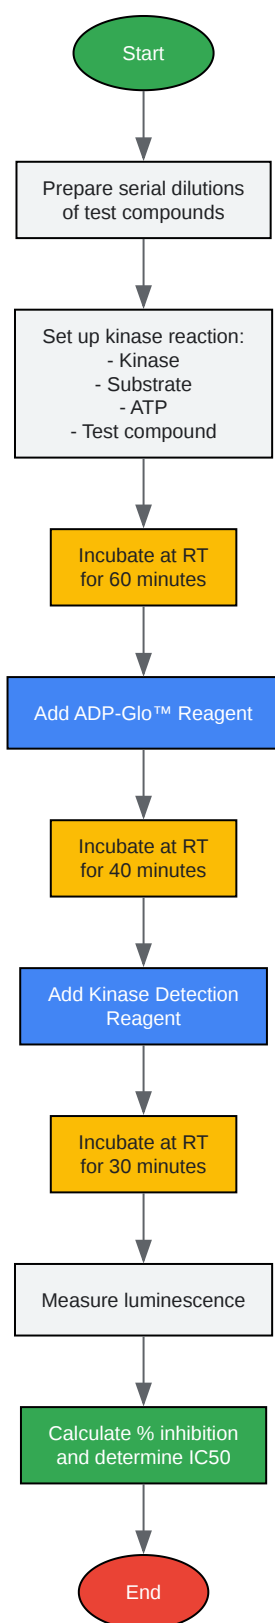 Start
Prepare serial dilutions
of test compounds
Set up kinase reaction:
- Kinase
- Substrate
- ATP
- Test compound
Incubate at RT
for 60 minutes
Add ADP-Glo™ Reagent
Incubate at RT
for 40 minutes
Add Kinase Detection
Reagent
Incubate at RT
for 30 minutes
Measure luminescence
Calculate % inhibition
and determine IC50
End